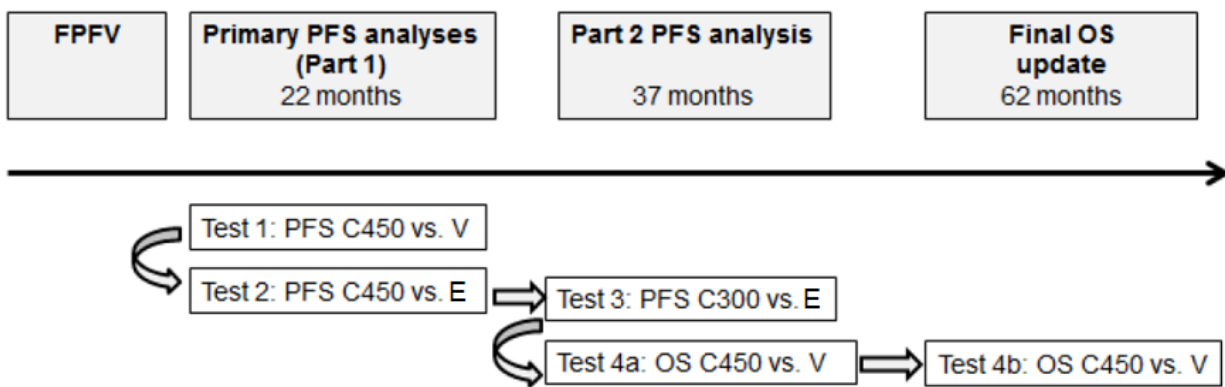 FPFV
Primary PFS analyses
(Part 1)
22 months
Part 2 PFS analysis
37 months
Final OS
update
62 months
Test 1: PFS C450 vs. V
Test 2: PFS C450 vs. E
Test 3: PFS C300 vs. E
Test 4a: OS C450 vs. V
Test 4b: OS C450 vs. V